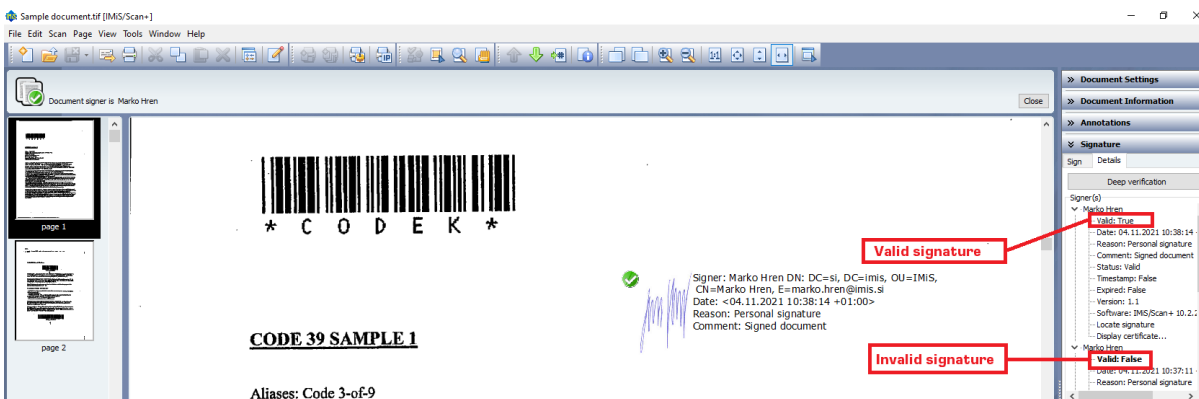 Sample document.tif [IMiS/Scan+]
File Edit Scan Page View Tools Window Help
Document signer is Marko Hren
Close
page 1
page 2
* C O D E K *
CODE 39 SAMPLE 1
Aliases: Code 3-of-9
Signer: Marko Hren DN: DC=si, DC=imis, OU=IMiS,
CN=Marko Hren, E=marko.hren@imis.si
Date: <04.11.2021 10:38:14 +01:00>
Reason: Personal signature
Comment: Signed document
Valid signature
Invalid signature
Document Settings
Document Information
Annotations
Signature
Sign Details
Deep verification
Signer(s)
Marko Hren
Valid: True
Date: 04.11.2021 10:38:14
Reason: Personal signature
Comment: Signed document
Status: Valid
Timestamp: False
Expired: False
Version: 1.1
Software: IMiS/Scan+ 10.2.
Locate signature
Display certificate...
Marko Hren
Valid: False
Date: 04.11.2021 10:37:11
Reason: Personal signature